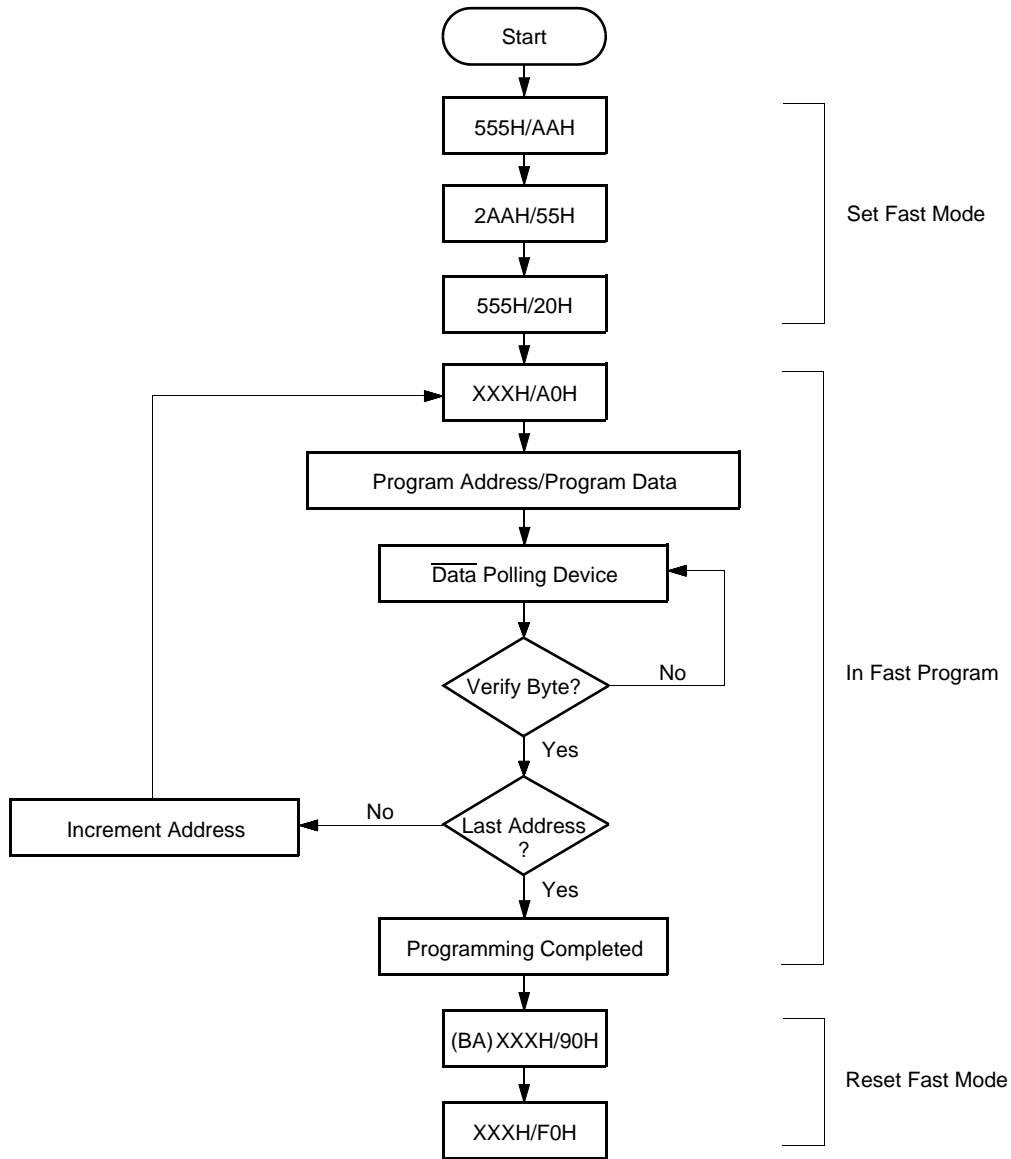 Start
555H/AAH
2AAH/55H
Set Fast Mode
555H/20H
XXXH/A0H
Program Address/Program Data
Data Polling Device
Verify Byte?
No
In Fast Program
Yes
Increment Address
No
Last Address
?
Yes
Programming Completed
(BA) XXXH/90H
Reset Fast Mode
XXXH/F0H